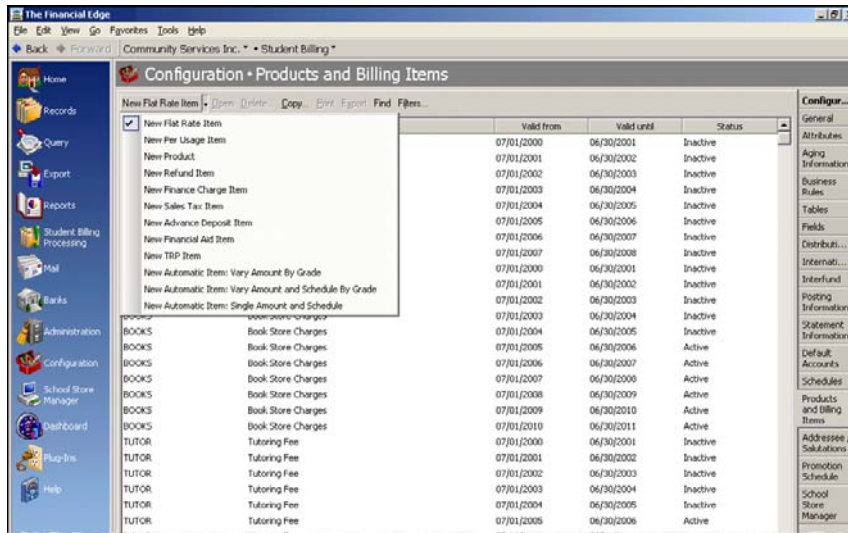 The Financial Edge
File Edit View Go Favorites Tools Help
Back Forward Community Services Inc. * • Student Billing *
Configuration • Products and Billing Items
New Flat Rate Item Open Delete... Copy... Print Export Find Filters...
Home
Records
Query
Export
Reports
Student Billing
Processing
Mail
Banks
Administration
Configuration
School Store
Manager
Dashboard
Plug-Ins
Help
New Flat Rate Item
New Per Usage Item
New Product
New Refund Item
New Finance Charge Item
New Sales Tax Item
New Advance Deposit Item
New Financial Aid Item
New TRP Item
New Automatic Item: Vary Amount By Grade
New Automatic Item: Vary Amount and Schedule By Grade
New Automatic Item: Single Amount and Schedule
Valid from Valid until Status
07/01/2000 06/30/2001 Inactive
07/01/2001 06/30/2002 Inactive
07/01/2002 06/30/2003 Inactive
07/01/2003 06/30/2004 Inactive
07/01/2004 06/30/2005 Inactive
07/01/2005 06/30/2006 Inactive
07/01/2006 06/30/2007 Inactive
07/01/2007 06/30/2008 Inactive
07/01/2000 06/30/2001 Inactive
07/01/2001 06/30/2002 Inactive
07/01/2002 06/30/2003 Inactive
BOOKS Book Store Charges 07/01/2003 06/30/2004 Inactive
BOOKS Book Store Charges 07/01/2004 06/30/2005 Inactive
BOOKS Book Store Charges 07/01/2005 06/30/2006 Active
BOOKS Book Store Charges 07/01/2006 06/30/2007 Active
BOOKS Book Store Charges 07/01/2007 06/30/2008 Active
BOOKS Book Store Charges 07/01/2008 06/30/2009 Active
BOOKS Book Store Charges 07/01/2009 06/30/2010 Active
BOOKS Book Store Charges 07/01/2010 06/30/2011 Active
TUTOR Tutoring Fee 07/01/2000 06/30/2001 Inactive
TUTOR Tutoring Fee 07/01/2001 06/30/2002 Inactive
TUTOR Tutoring Fee 07/01/2002 06/30/2003 Inactive
TUTOR Tutoring Fee 07/01/2003 06/30/2004 Inactive
TUTOR Tutoring Fee 07/01/2004 06/30/2005 Inactive
TUTOR Tutoring Fee 07/01/2005 06/30/2006 Active
Configur...
General
Attributes
Aging
Information
Business
Rules
Tables
Fields
Distributi...
Internati...
Interfund
Posting
Information
Statement
Information
Default
Accounts
Schedules
Products
and Billing
Items
Addressee /
Salutations
Promotion
Schedule
School
Store
Manager